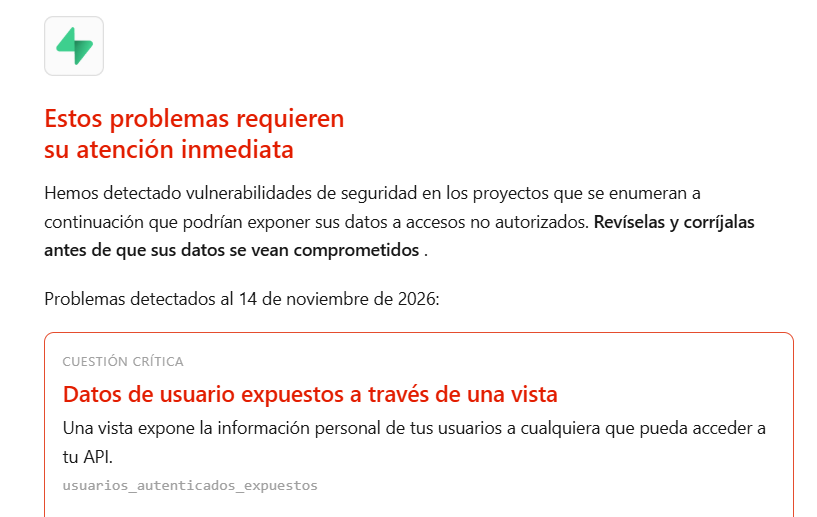 Estos problemas requieren
su atención inmediata
Hemos detectado vulnerabilidades de seguridad en los proyectos que se enumeran a
continuación que podrían exponer sus datos a accesos no autorizados. Revíselas y corríjalas
antes de que sus datos se vean comprometidos .
Problemas detectados al 14 de noviembre de 2026:
CUESTIÓN CRÍTICA
Datos de usuario expuestos a través de una vista
Una vista expone la información personal de tus usuarios a cualquiera que pueda acceder a
tu API.
usuarios_autenticados_expuestos